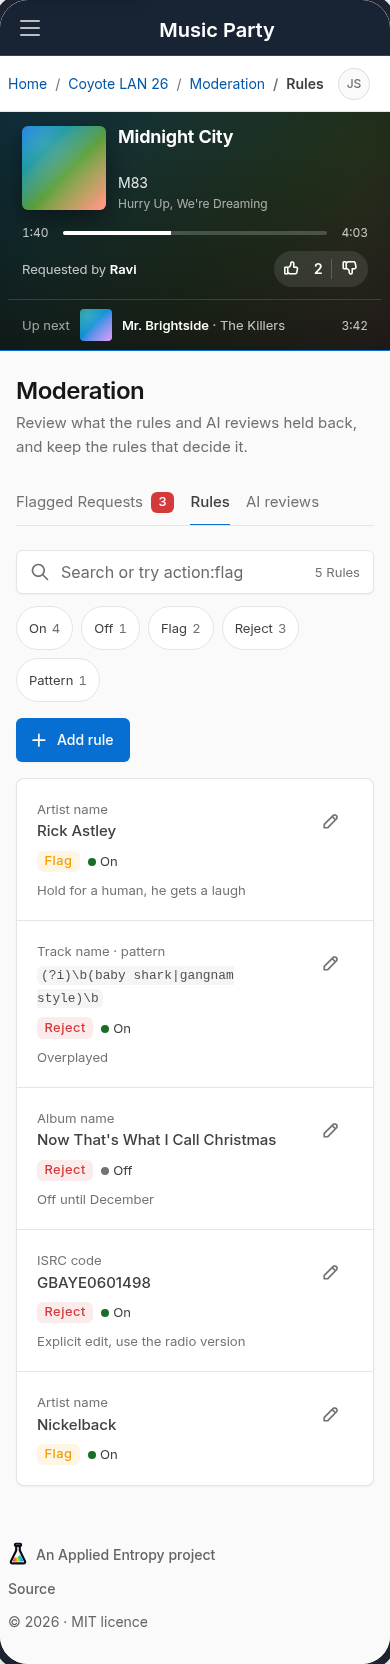 Music Party
Home / Coyote LAN 26 / Moderation / Rules JS
Midnight City
M83
Hurry Up, We're Dreaming
1:40 4:03
Requested by Ravi 2
Up next Mr. Brightside · The Killers 3:42
Moderation
Review what the rules and AI reviews held back,
and keep the rules that decide it.
Flagged Requests 3 Rules AI reviews
Search or try action:flag 5 Rules
On 4 Off 1 Flag 2 Reject 3
Pattern 1
Add rule
Artist name
Rick Astley
Flag On
Hold for a human, he gets a laugh
Track name · pattern
(?i)\b(baby shark|gangnam
style)\b
Reject On
Overplayed
Album name
Now That's What I Call Christmas
Reject Off
Off until December
ISRC code
GBAYE0601498
Reject On
Explicit edit, use the radio version
Artist name
Nickelback
Flag On
An Applied Entropy project
Source
© 2026 · MIT licence